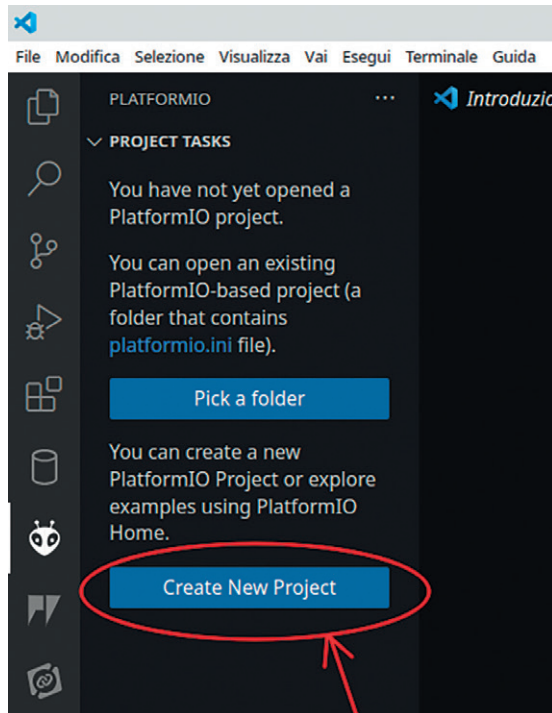 File Modifica Selezione Visualizza Vai Esegui Terminale Guida
PLATFORMIO ···
Introduzio
PROJECT TASKS
You have not yet opened a
PlatformIO project.
You can open an existing
PlatformIO-based project (a
folder that contains
platformio.ini file).
Pick a folder
You can create a new
PlatformIO Project or explore
examples using PlatformIO
Home.
Create New Project